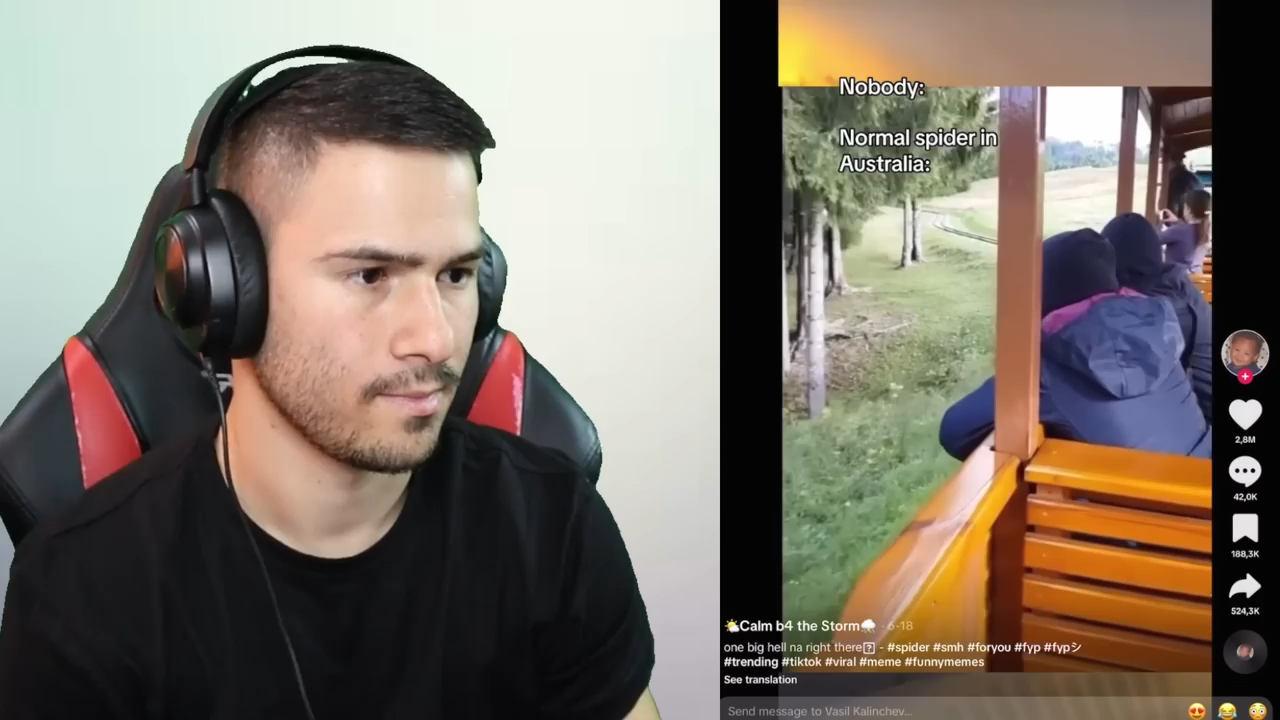 Nobody:
Normal spider in
Australia:
2,8M
42,0K
188,3K
524,3K
🌤️Calm b4 the Storm🌧️ · 6-18
one big hell na right there⍰ - #spider #smh #foryou #fyp #fypシ
#trending #tiktok #viral #meme #funnymemes
See translation
Send message to Vasil Kalinchev...